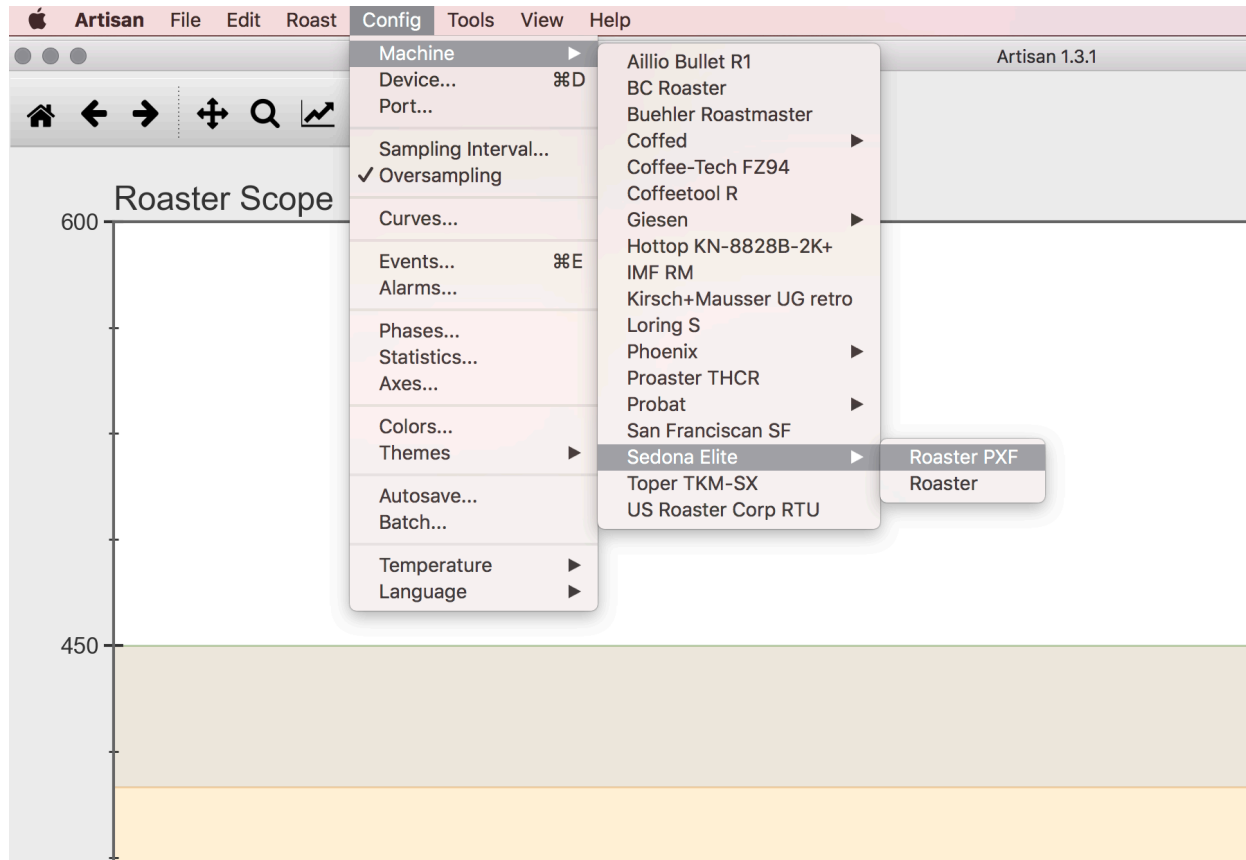 Artisan File Edit Roast Config Tools View Help
Artisan 1.3.1
Machine
Device... ⌘D
Port...
Sampling Interval...
✓ Oversampling
Curves...
Events... ⌘E
Alarms...
Phases...
Statistics...
Axes...
Colors...
Themes
Autosave...
Batch...
Temperature
Language
Aillio Bullet R1
BC Roaster
Buehler Roastmaster
Coffed
Coffee-Tech FZ94
Coffeetool R
Giesen
Hottop KN-8828B-2K+
IMF RM
Kirsch+Mausser UG retro
Loring S
Phoenix
Proaster THCR
Probat
San Franciscan SF
Sedona Elite
Toper TKM-SX
US Roaster Corp RTU
Roaster PXF
Roaster
Roaster Scope
600
450